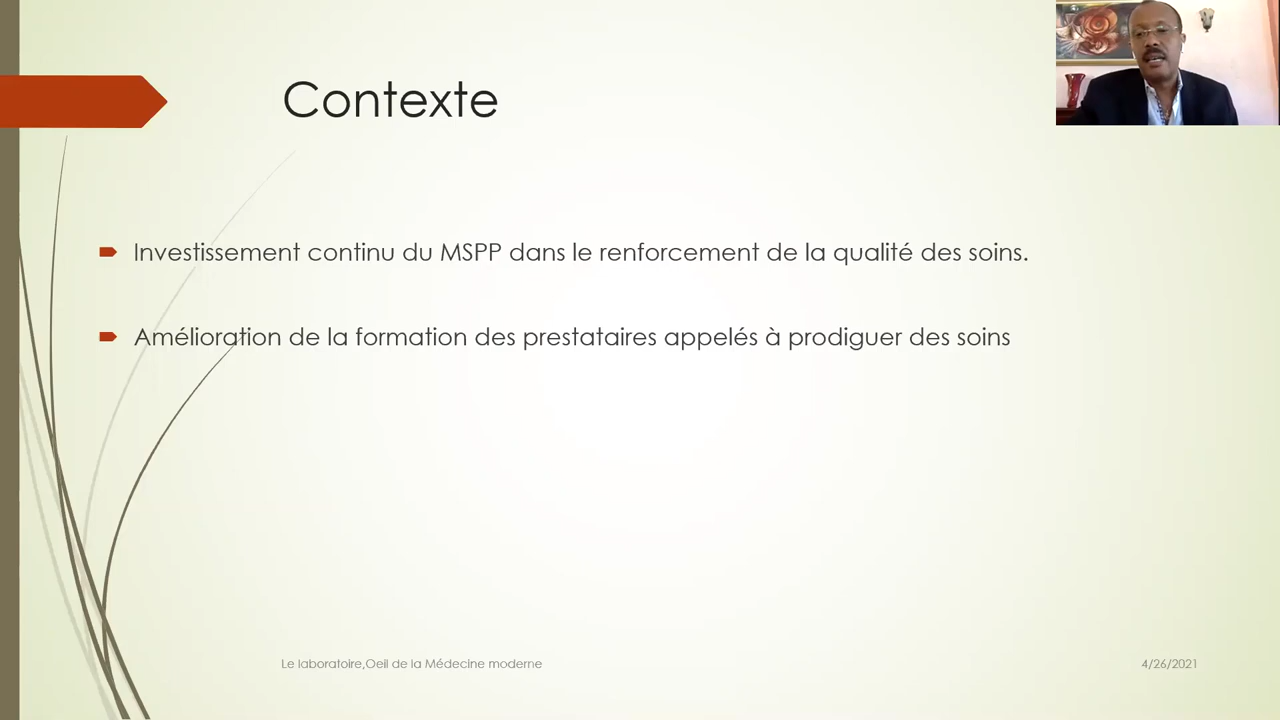 Contexte
Investissement continu du MSPP dans le renforcement de la qualité des soins.
Amélioration de la formation des prestataires appelés à prodiguer des soins
Le laboratoire,Oeil de la Médecine moderne
4/26/2021